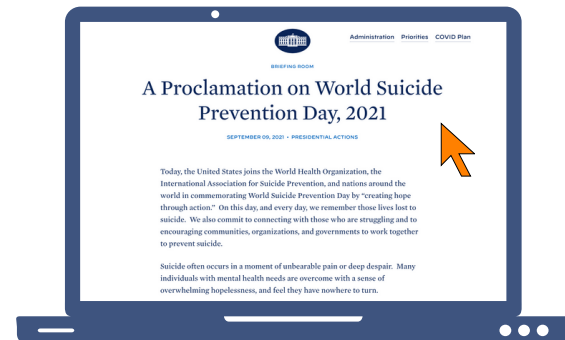 Administration Priorities COVID Plan
BRIEFING ROOM
A Proclamation on World Suicide
Prevention Day, 2021
SEPTEMBER 09, 2021 • PRESIDENTIAL ACTIONS
Today, the United States joins the World Health Organization, the
International Association for Suicide Prevention, and nations around the
world in commemorating World Suicide Prevention Day by “creating hope
through action.” On this day, and every day, we remember those lives lost to
suicide. We also commit to connecting with those who are struggling and to
encouraging communities, organizations, and governments to work together
to prevent suicide.
Suicide often occurs in a moment of unbearable pain or deep despair. Many
individuals with mental health needs are overcome with a sense of
overwhelming hopelessness, and feel they have nowhere to turn.